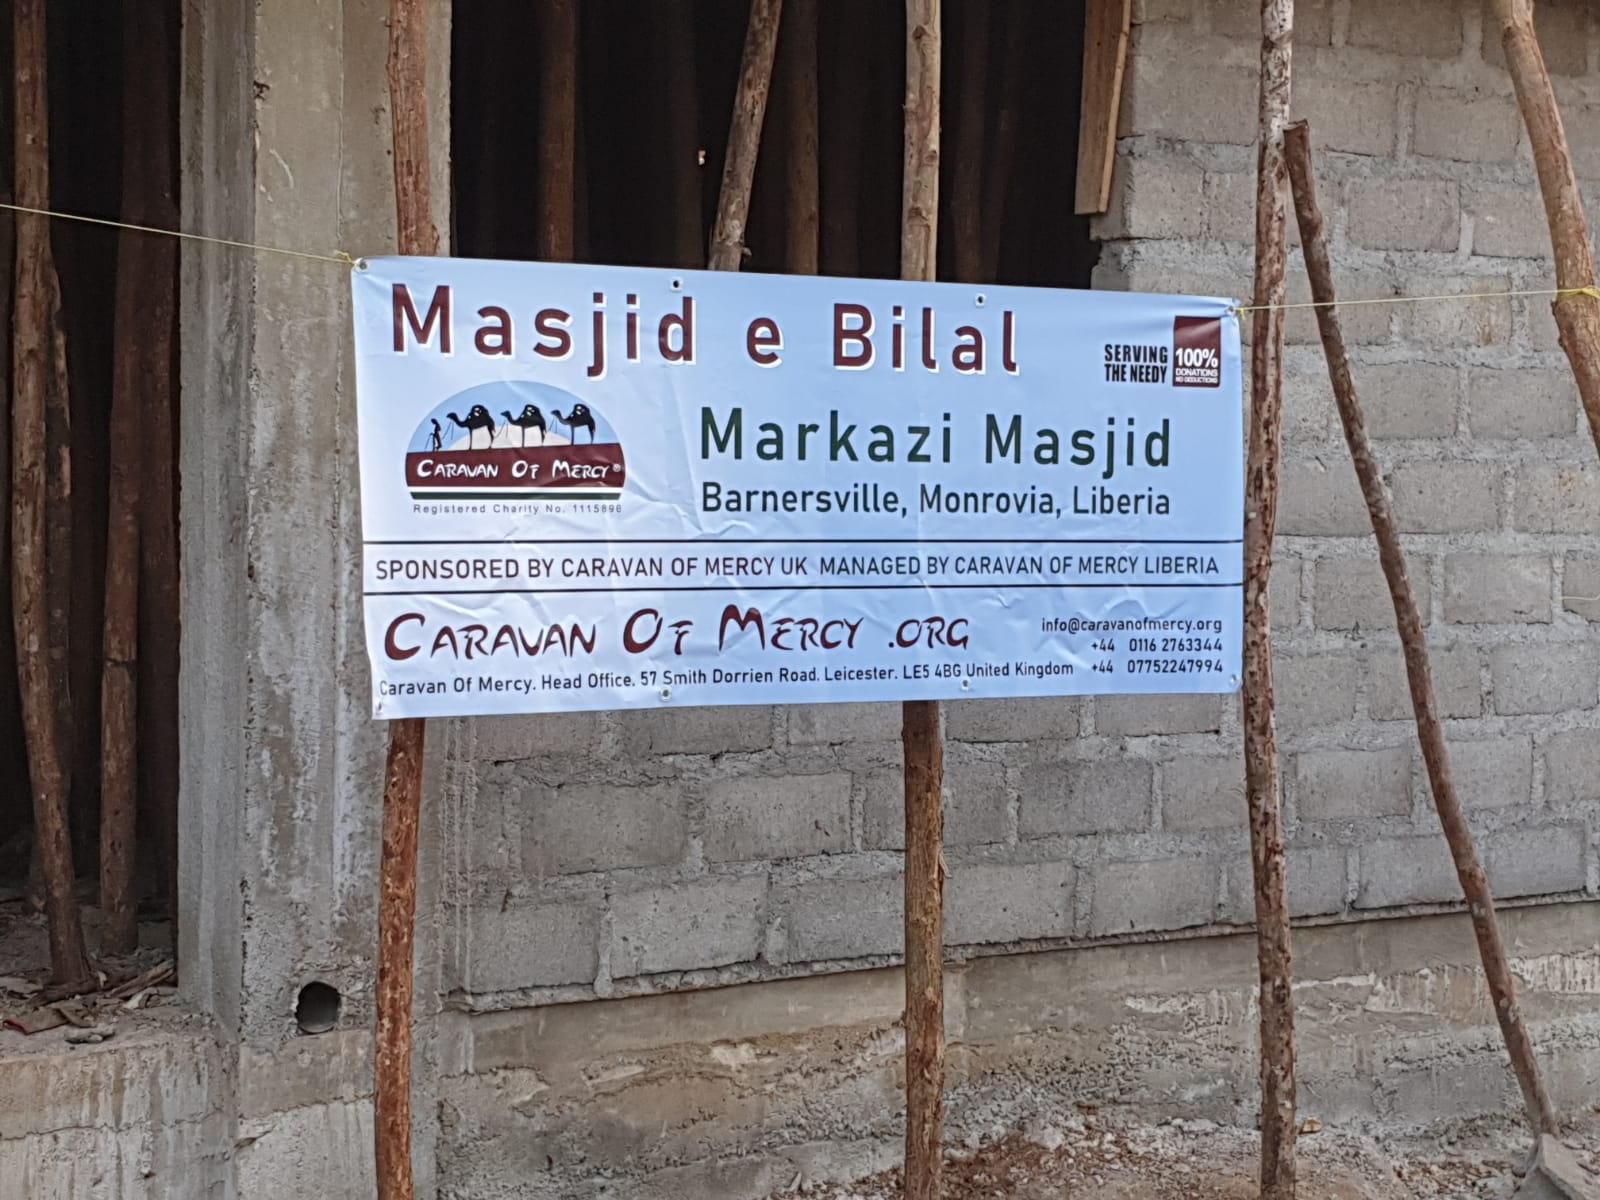 Masjid e Bilal
SERVING
THE NEEDY
100%
DONATIONS
NO DEDUCTIONS
CARAVAN OF MERCY®
Registered Charity No. 1115898
Markazi Masjid
Barnersville, Monrovia, Liberia
SPONSORED BY CARAVAN OF MERCY UK MANAGED BY CARAVAN OF MERCY LIBERIA
CARAVAN OF MERCY .ORG
info@caravanofmercy.org
+44 0116 2763344
+44 07752247994
Caravan Of Mercy. Head Office. 57 Smith Dorrien Road. Leicester. LE5 4BG United Kingdom